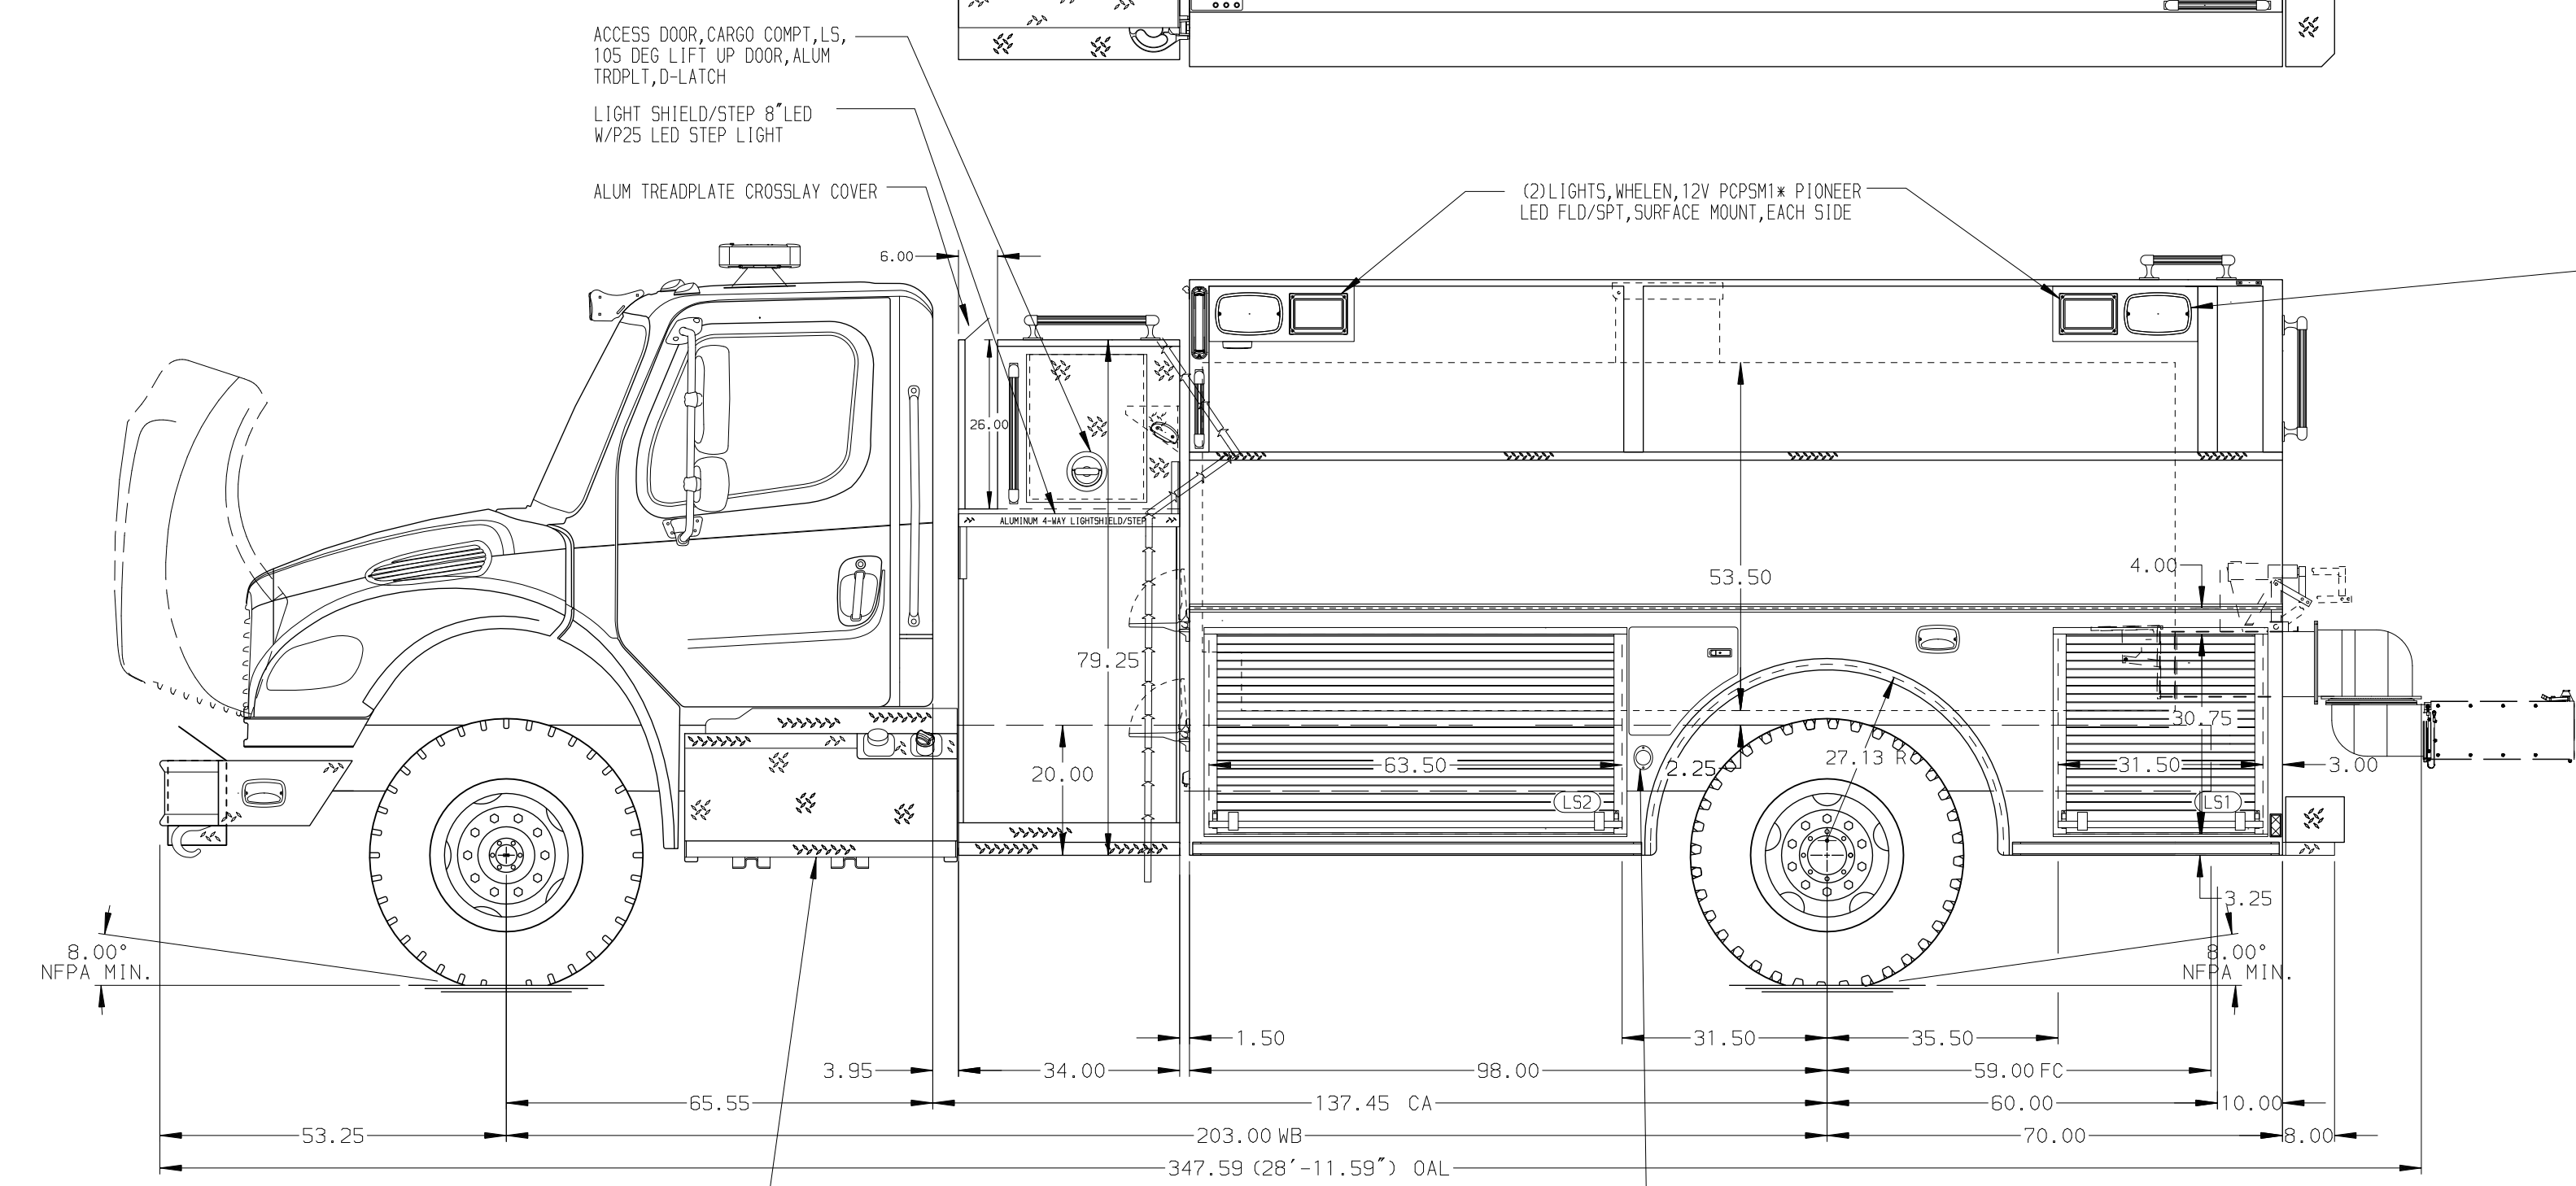 ACCESS DOOR,CARGO COMPT,LS,
105 DEG LIFT UP DOOR,ALUM
TRDPLT,D-LATCH
LIGHT SHIELD/STEP 8"LED
W/P25 LED STEP LIGHT
ALUM TREADPLATE CROSSLAY COVER
(2)LIGHTS,WHELEN,12V PCPSM1* PIONEER
LED FLD/SPT,SURFACE MOUNT,EACH SIDE
6.00
26.00
ALUMINUM 4-WAY LIGHTSHIELD/STEP
53.50
4.00
79.25
30.75
20.00
63.50
2.25
27.13 R
31.50
3.00
LS2
LS1
3.25
8.00°
NFPA MIN.
8.00°
NFPA MIN.
1.50
31.50
35.50
3.95
34.00
98.00
59.00 FC
65.55
137.45 CA
60.00
10.00
53.25
203.00 WB
70.00
8.00
347.59 (28'-11.59") OAL